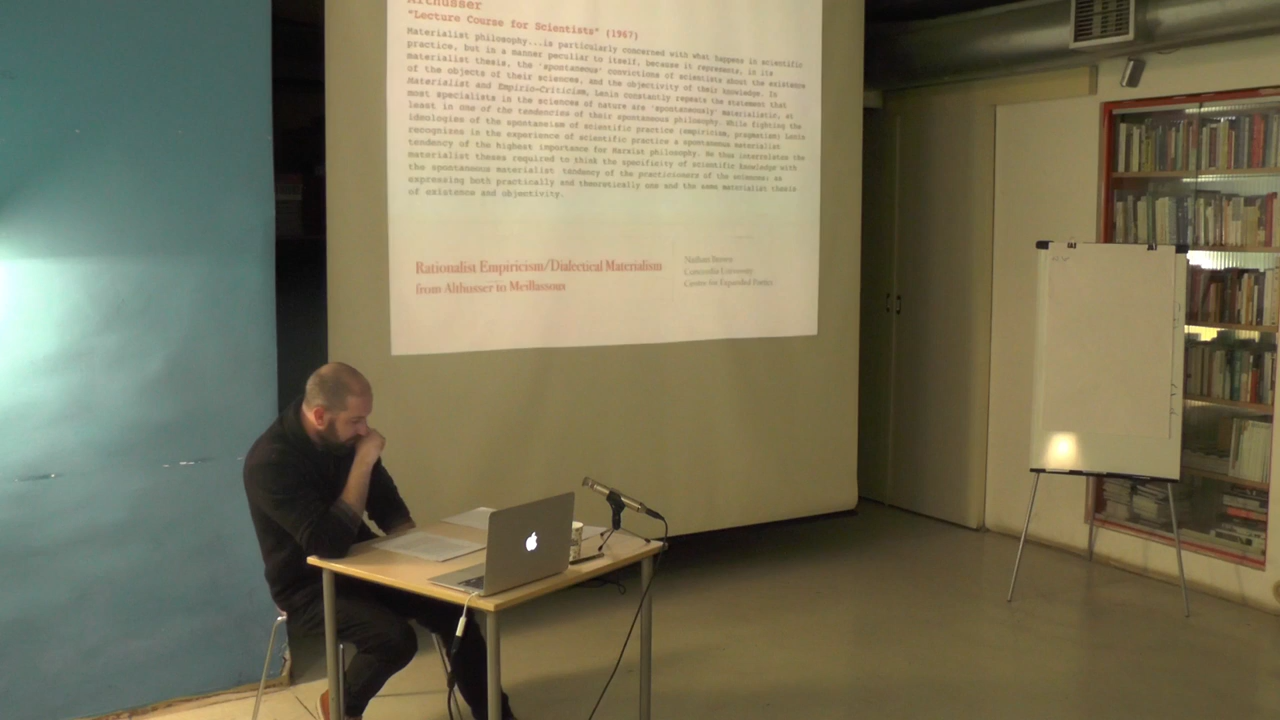 Althusser
"Lecture Course for Scientists" (1967)
Materialist philosophy...is particularly concerned with what happens in scientific
practice, but in a manner peculiar to itself, because it represents, in its
materialist thesis, the 'spontaneous' convictions of scientists about the existence
of the objects of their sciences, and the objectivity of their knowledge. In
Materialist and Empirio-Criticism, Lenin constantly repeats the statement that
most specialists in the sciences of nature are 'spontaneously' materialistic, at
least in one of the tendencies of their spontaneous philosophy. While fighting the
ideologies of the spontaneism of scientific practice (empiricism, pragmatism) Lenin
recognises in the experience of scientific practice a spontaneous materialist
tendency of the highest importance for Marxist philosophy. He thus interrelates the
materialist theses required to think the specificity of scientific knowledge with
the spontaneous materialist tendency of the practicioners of the sciences: as
expressing both practically and theoretically one and the same materialist thesis
of existence and objectivity.
Rationalist Empiricism/Dialectical Materialism
from Althusser to Meillassoux
Nathan Brown
Concordia University
Centre for Expanded Poetics